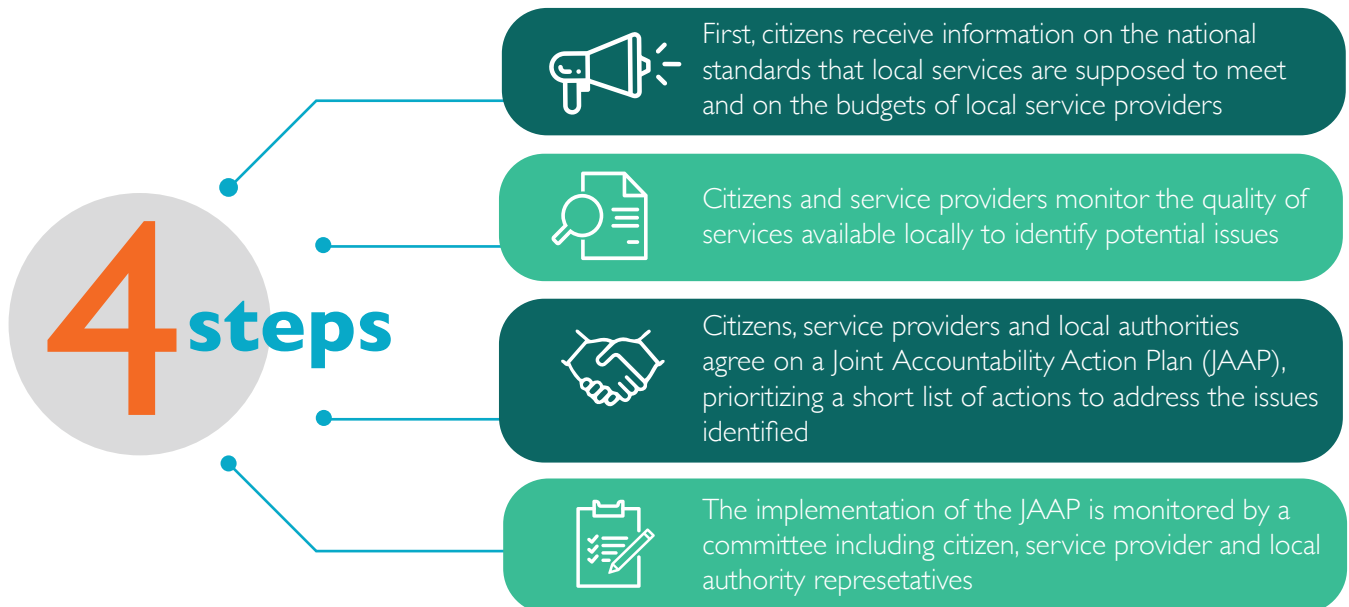 4 steps
First, citizens receive information on the national
standards that local services are supposed to meet
and on the budgets of local service providers
Citizens and service providers monitor the quality of
services available locally to identify potential issues
Citizens, service providers and local authorities
agree on a Joint Accountability Action Plan (JAAP),
prioritizing a short list of actions to address the issues
identified
The implementation of the JAAP is monitored by a
committee including citizen, service provider and local
authority represetatives